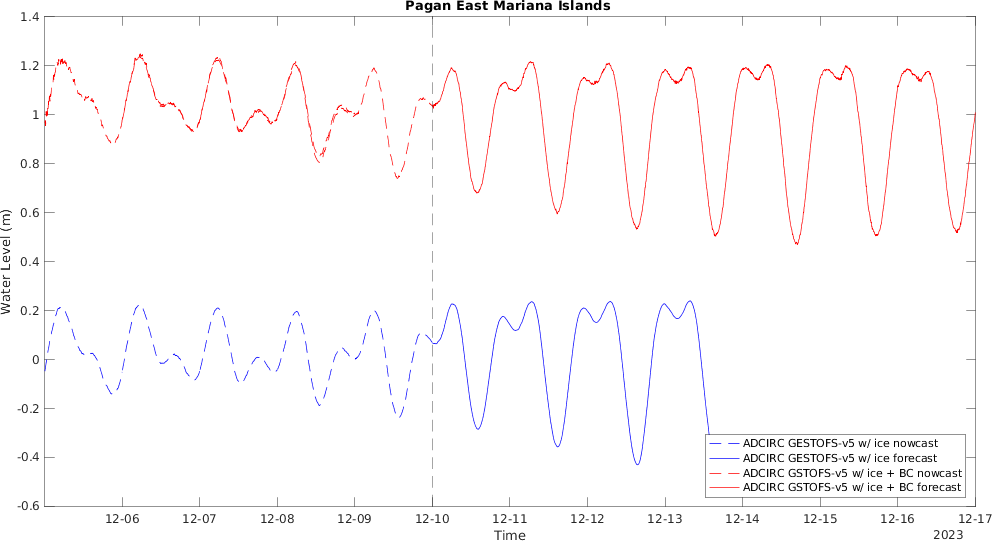 Pagan East Mariana Islands
1.4
1.2
1
0.8
0.6
0.4
0.2
0
-0.2
-0.4
-0.6
Water Level (m)
ADCIRC GESTOFS-v5 w/ ice nowcast
ADCIRC GESTOFS-v5 w/ ice forecast
ADCIRC GSTOFS-v5 w/ ice + BC nowcast
ADCIRC GSTOFS-v5 w/ ice + BC forecast
12-06 12-07 12-08 12-09 12-10 12-11 12-12 12-13 12-14 12-15 12-16 12-17
Time
2023